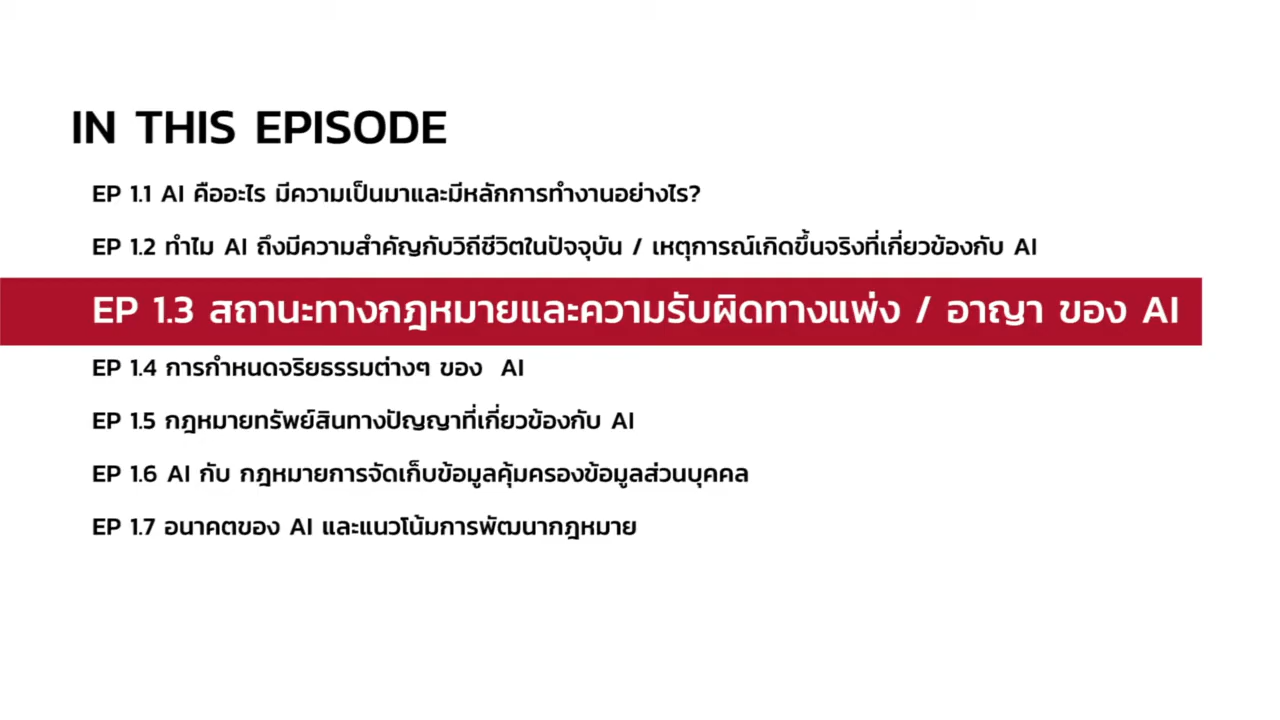 IN THIS EPISODE
EP 1.1 AI คืออะไร มีความเป็นมาและมีหลักการทำงานอย่างไร?
EP 1.2 ทำไม AI ถึงมีความสำคัญกับวิถีชีวิตในปัจจุบัน / เหตุการณ์เกิดขึ้นจริงที่เกี่ยวข้องกับ AI
EP 1.3 สถานะทางกฎหมายและความรับผิดทางแพ่ง / อาญา ของ AI
EP 1.4 การกำหนดจริยธรรมต่างๆ ของ AI
EP 1.5 กฎหมายทรัพย์สินทางปัญญาที่เกี่ยวข้องกับ AI
EP 1.6 AI กับ กฎหมายการจัดเก็บข้อมูลคุ้มครองข้อมูลส่วนบุคคล
EP 1.7 อนาคตของ AI และแนวโน้มการพัฒนากฎหมาย